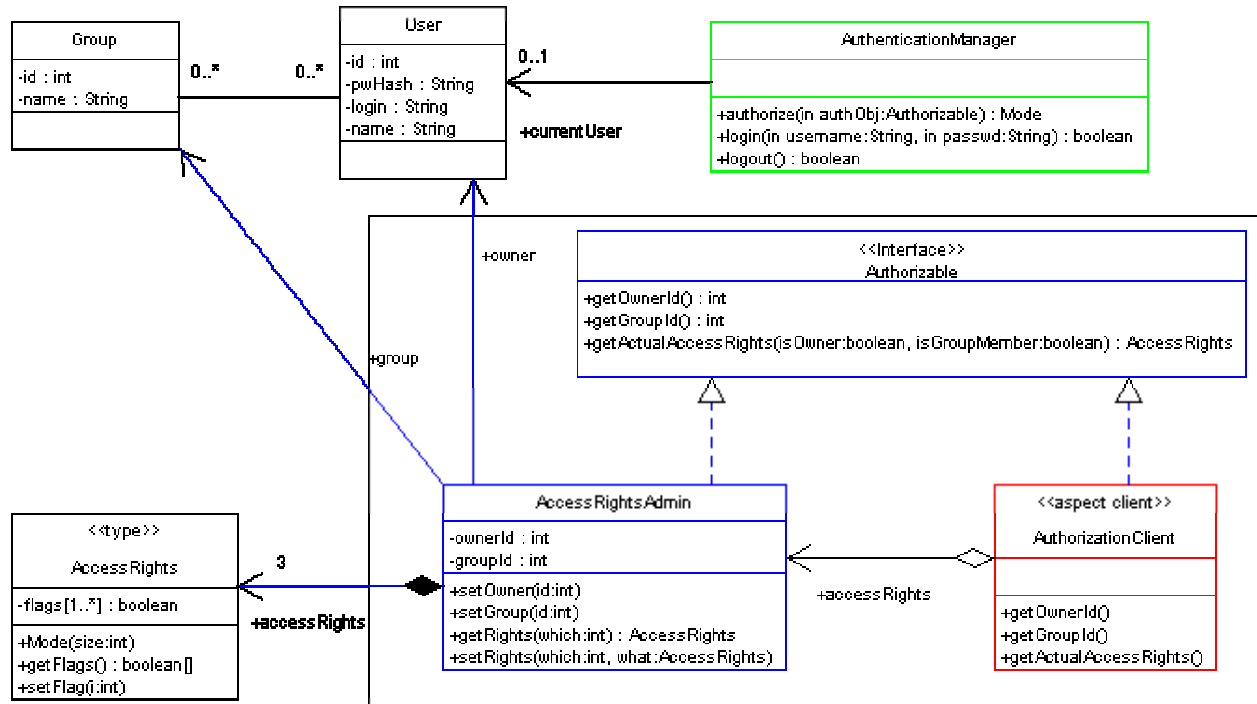 Group
-id : int
-name : String
0..*
0..*
User
-id : int
-pwHash : String
-login : String
-name : String
0..1
+currentUser
AuthenticationManager
+authorize(in authObj:Authorizable) : Mode
+login(in username:String, in passwd:String) : boolean
+logout() : boolean
+owner
+group
<<Interface>>
Authorizable
+getOwnerId() : int
+getGroupId() : int
+getActualAccessRights(isOwner:boolean, isGroupMember:boolean) : AccessRights
<<type>>
AccessRights
-flags[1..*] : boolean
+Mode(size:int)
+getFlags() : boolean[]
+setFlag(i:int)
3
+accessRights
AccessRightsAdmin
-ownerId : int
-groupId : int
+setOwner(id:int)
+setGroup(id:int)
+getRights(which:int) : AccessRights
+setRights(which:int, what:AccessRights)
+accessRights
<<aspect client>>
AuthorizationClient
+getOwnerId()
+getGroupId()
+getActualAccessRights()